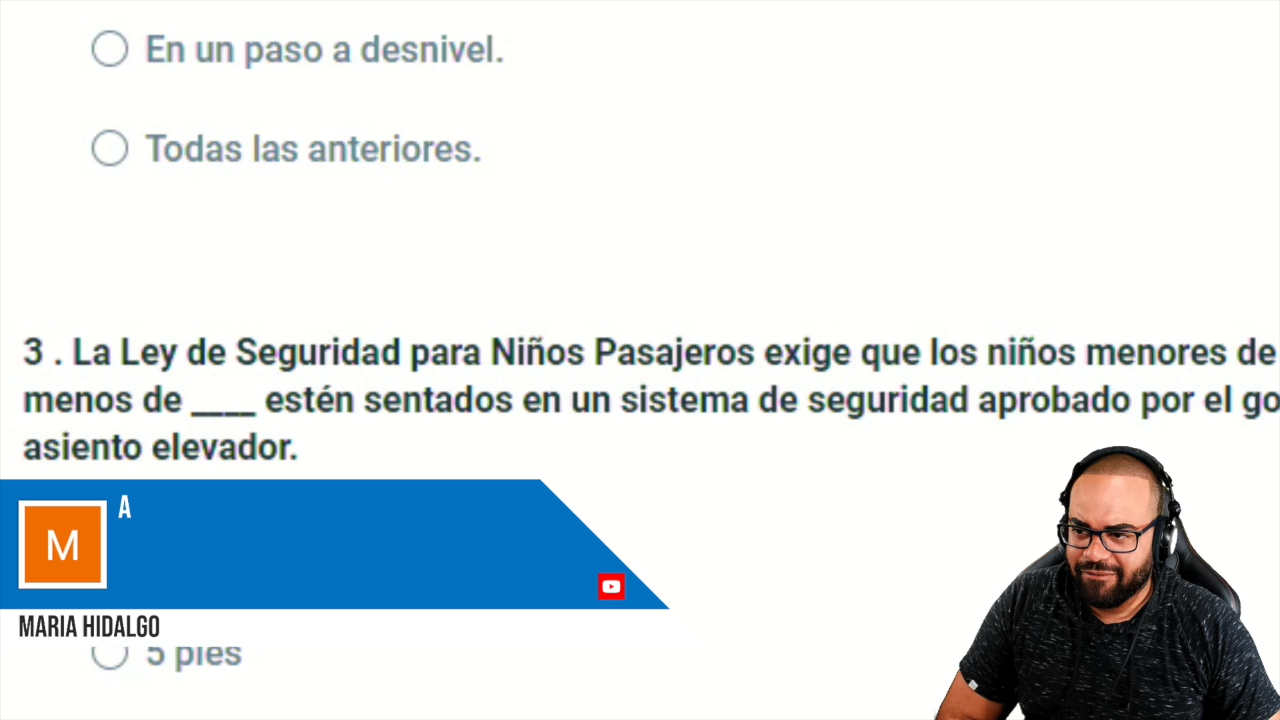 En un paso a desnivel.
Todas las anteriores.
3 . La Ley de Seguridad para Niños Pasajeros exige que los niños menores de
menos de ____ estén sentados en un sistema de seguridad aprobado por el go
asiento elevador.
A
M
MARIA HIDALGO
5 pies